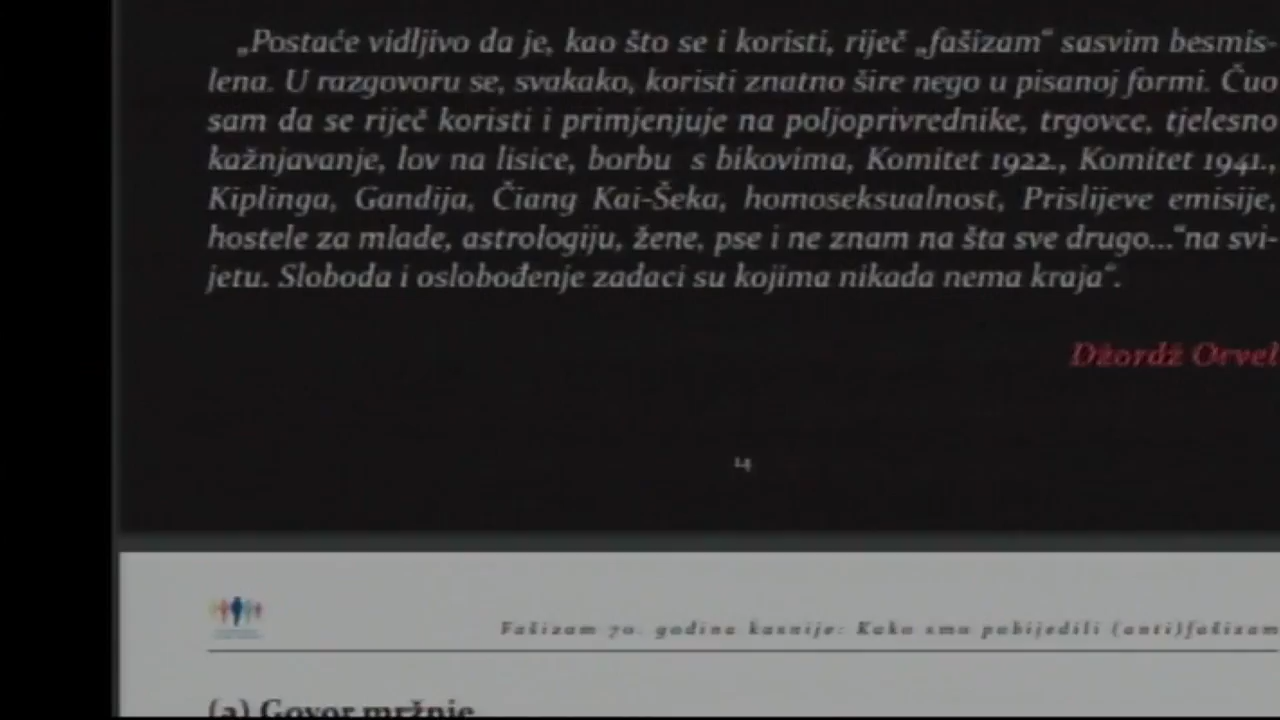 „Postaće vidljivo da je, kao što se i koristi, riječ „fašizam“ sasvim besmis-
lena. U razgovoru se, svakako, koristi znatno šire nego u pisanoj formi. Čuo
sam da se riječ koristi i primjenjuje na poljoprivrednike, trgovce, tjelesno
kažnjavanje, lov na lisice, borbu s bikovima, Komitet 1922., Komitet 1941.,
Kiplinga, Gandija, Čiang Kai-Šeka, homoseksualnost, Prislijeve emisije,
hostele za mlade, astrologiju, žene, pse i ne znam na šta sve drugo...“na svi-
jetu. Sloboda i oslobođenje zadaci su kojima nikada nema kraja“.
Džordž Orvel
14
Fašizam 70. godina kasnije: Kako smo pobijedili (anti)fašizam
(a) Govor mržnje